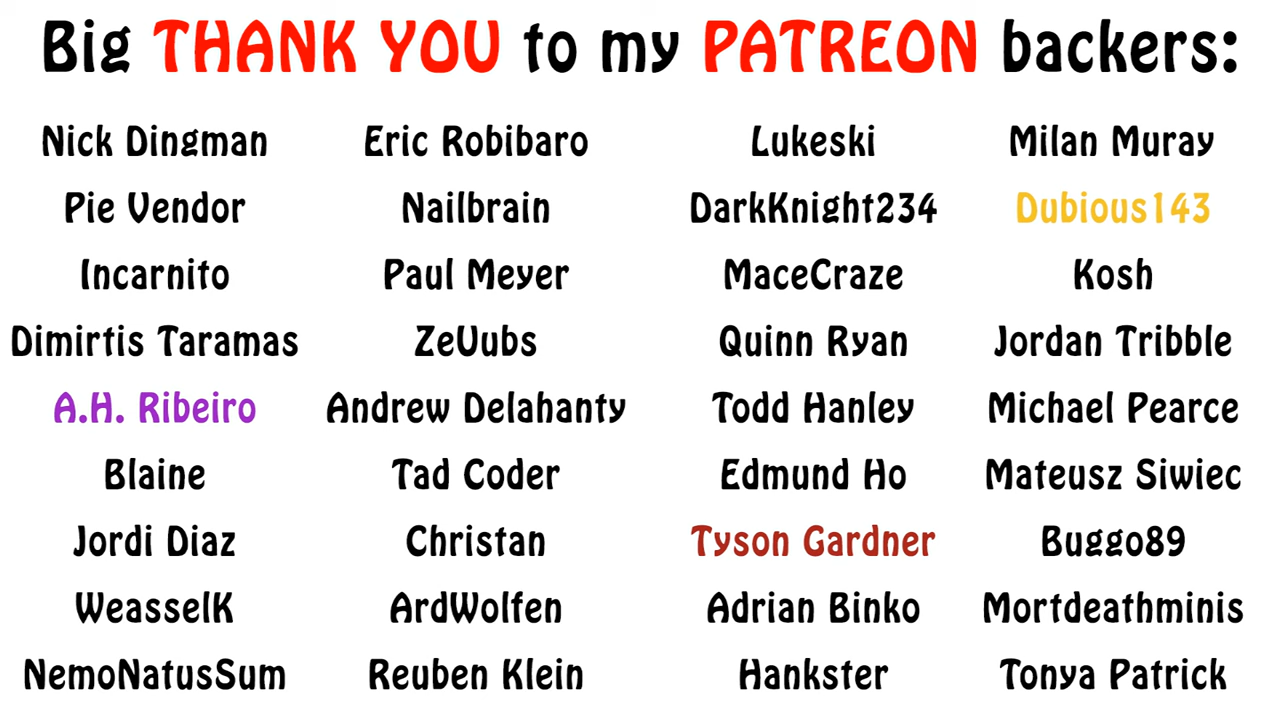 Big THANK YOU to my PATREON backers:
Nick Dingman Eric Robibaro Lukeski Milan Muray
Pie Vendor Nailbrain DarkKnight234 Dubious143
Incarnito Paul Meyer MaceCraze Kosh
Dimirtis Taramas ZeVubs Quinn Ryan Jordan Tribble
A.H. Ribeiro Andrew Delahanty Todd Hanley Michael Pearce
Blaine Tad Coder Edmund Ho Mateusz Siwiec
Jordi Diaz Christan Tyson Gardner Buggo89
WeasselK ArdWolfen Adrian Binko Mortdeathminis
NemoNatusSum Reuben Klein Hankster Tonya Patrick